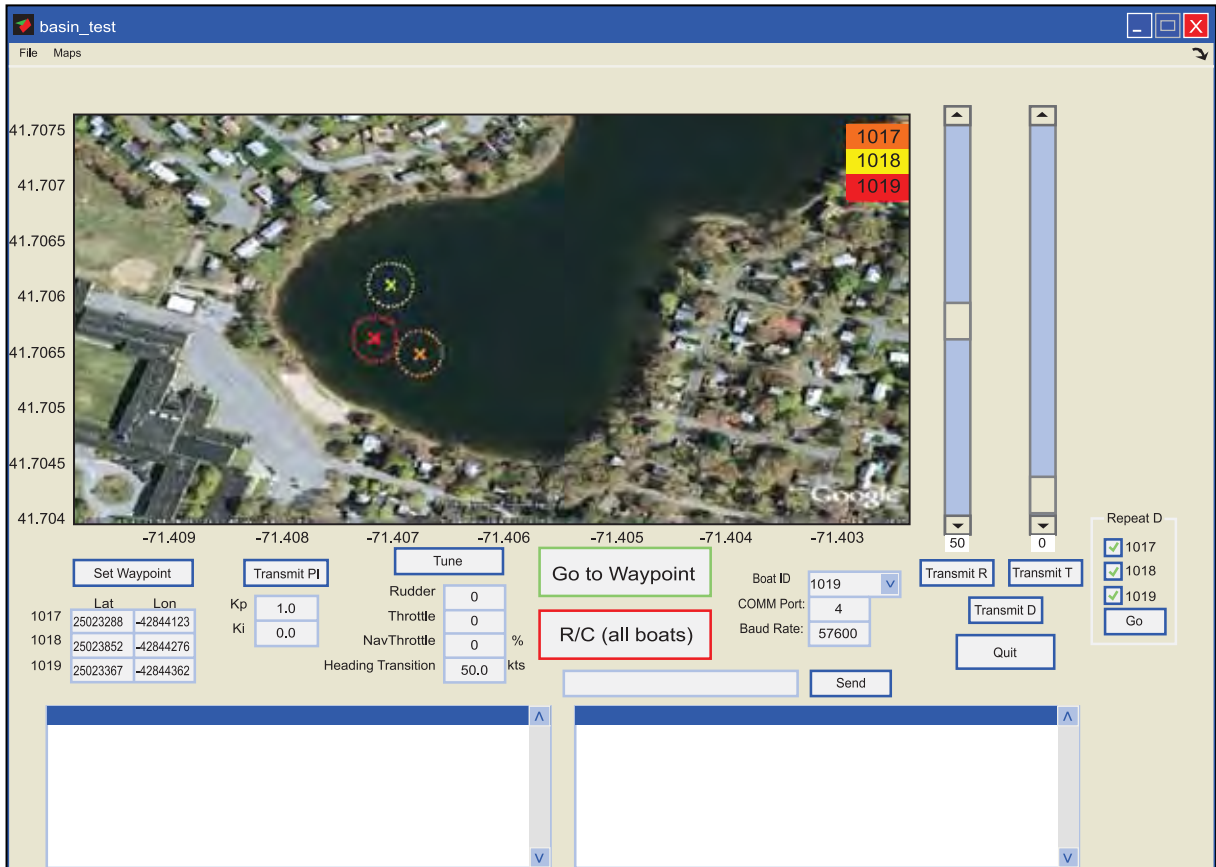 basin_test
File Maps
41.7075
41.707
41.7065
41.706
41.7065
41.705
41.7045
41.704
1017
1018
1019
Google
-71.409 -71.408 -71.407 -71.406 -71.405 -71.404 -71.403
50 0
Repeat D
1017
1018
1019
Go
Set Waypoint
Lat Lon
1017 25023288 -42844123
1018 25023852 -42844276
1019 25023367 -42844362
Transmit PI
Kp 1.0
Ki 0.0
Tune
Rudder 0
Throttle 0
NavThrottle 0 %
Heading Transition 50.0 kts
Go to Waypoint
R/C (all boats)
Boat ID 1019
COMM Port: 4
Baud Rate: 57600
Send
Transmit R Transmit T
Transmit D
Quit